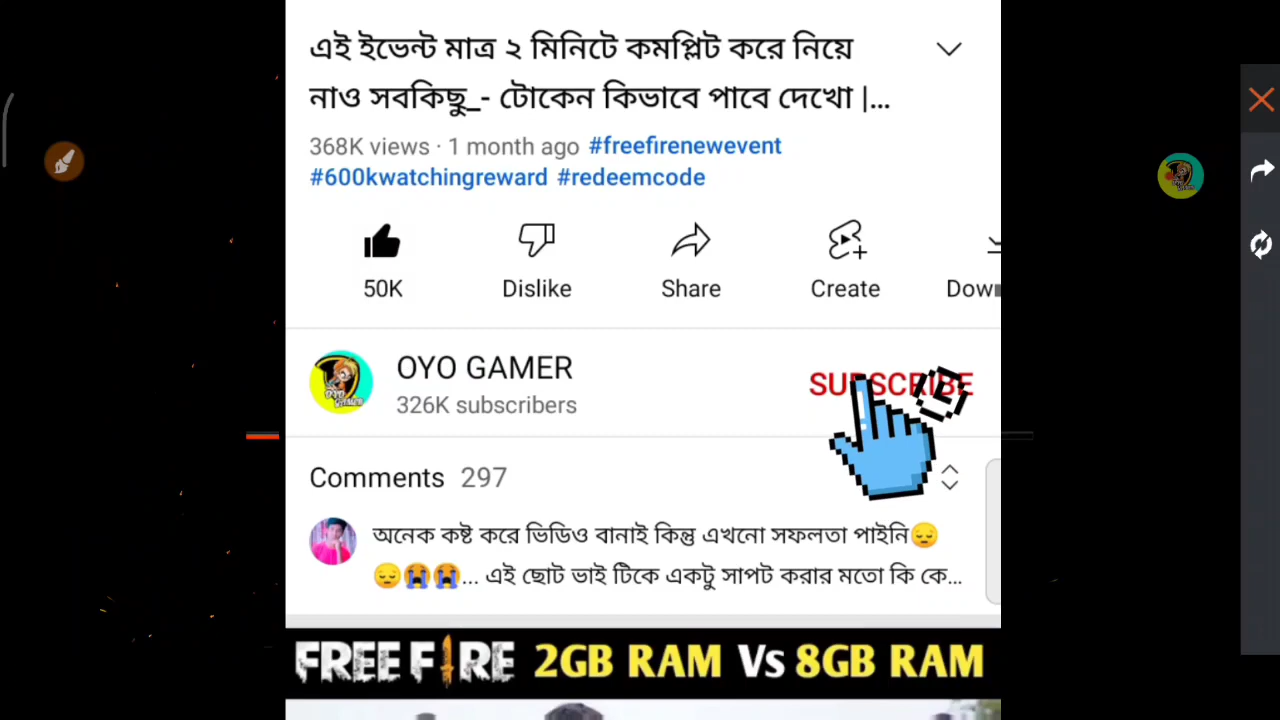 এই ইভেন্ট মাত্র ২ মিনিটে কমপ্লিট করে নিয়ে
নাও সবকিছু_- টোকেন কিভাবে পাবে দেখো |...
368K views · 1 month ago #freefirenewevent
#600kwatchingreward #redeemcode
50K Dislike Share Create Dow
OYO GAMER
326K subscribers
SUBSCRIBE
Comments 297
অনেক কষ্ট করে ভিডিও বানাই কিন্তু এখনো সফলতা পাইনি😔
😔😭😭... এই ছোট ভাই টিকে একটু সাপট করার মতো কি কে...
FREE FIRE 2GB RAM Vs 8GB RAM